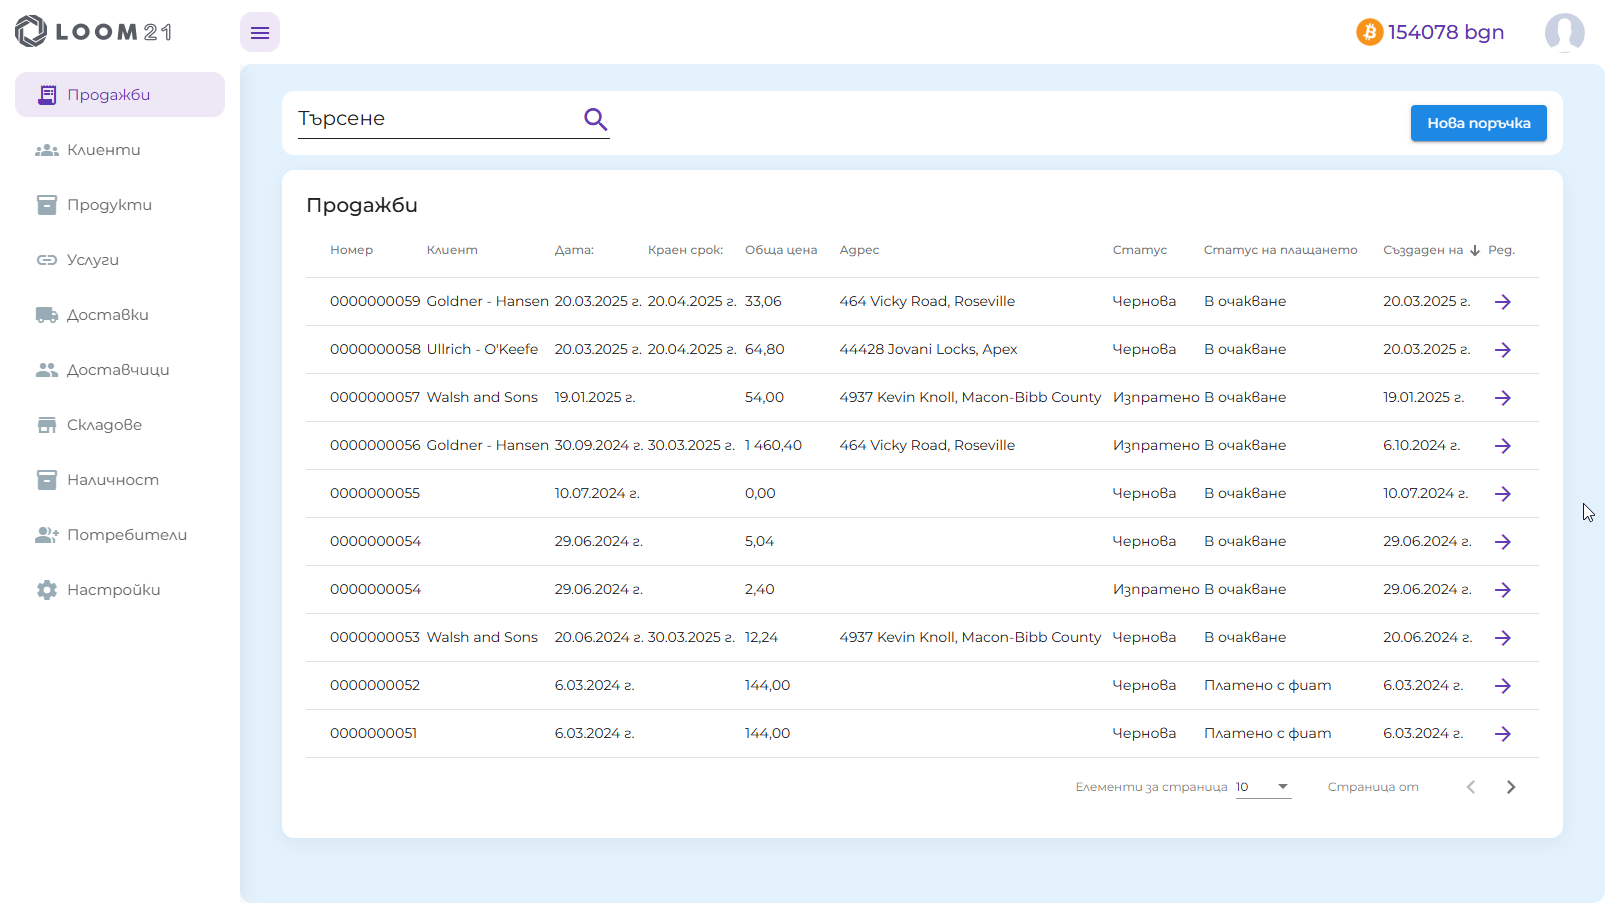 LOOM21
154078 bgn
Продажби
Клиенти
Продукти
Услуги
Доставки
Доставчици
Складове
Наличност
Потребители
Настройки
Търсене
Нова поръчка
Продажби
Номер Клиент Дата: Краен срок: Обща цена Адрес Статус Статус на плащането Създаден на Ред.
0000000059 Goldner - Hansen 20.03.2025 г. 20.04.2025 г. 33,06 464 Vicky Road, Roseville Чернова В очакване 20.03.2025 г.
0000000058 Ullrich - O'Keefe 20.03.2025 г. 20.04.2025 г. 64,80 44428 Jovani Locks, Apex Чернова В очакване 20.03.2025 г.
0000000057 Walsh and Sons 19.01.2025 г. 54,00 4937 Kevin Knoll, Macon-Bibb County Изпратено В очакване 19.01.2025 г.
0000000056 Goldner - Hansen 30.09.2024 г. 30.03.2025 г. 1 460,40 464 Vicky Road, Roseville Изпратено В очакване 6.10.2024 г.
0000000055 10.07.2024 г. 0,00 Чернова В очакване 10.07.2024 г.
0000000054 29.06.2024 г. 5,04 Чернова В очакване 29.06.2024 г.
0000000054 29.06.2024 г. 2,40 Изпратено В очакване 29.06.2024 г.
0000000053 Walsh and Sons 20.06.2024 г. 30.03.2025 г. 12,24 4937 Kevin Knoll, Macon-Bibb County Чернова В очакване 20.06.2024 г.
0000000052 6.03.2024 г. 144,00 Чернова Платено с фиат 6.03.2024 г.
0000000051 6.03.2024 г. 144,00 Чернова Платено с фиат 6.03.2024 г.
Елементи за страница 10 Страница от